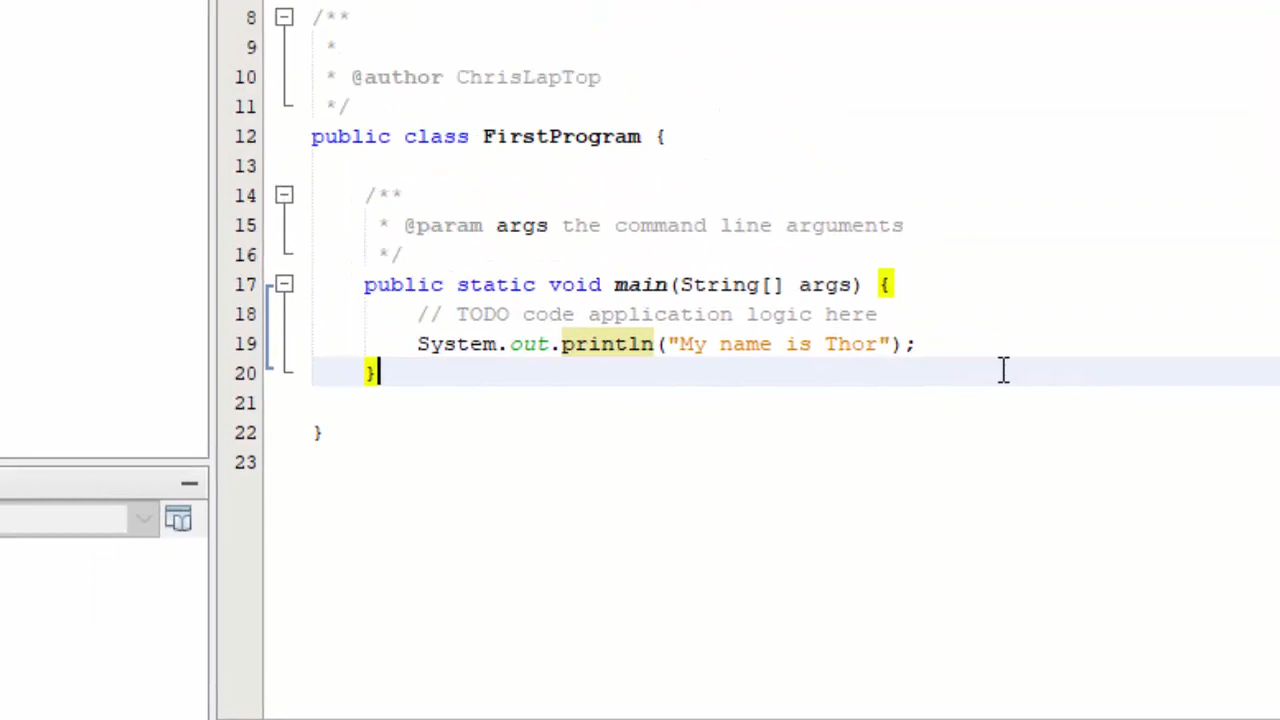 8 /**
9  *
10  * @author ChrisLapTop
11  */
12 public class FirstProgram {
13
14     /**
15      * @param args the command line arguments
16      */
17     public static void main(String[] args) {
18         // TODO code application logic here
19         System.out.println("My name is Thor");
20     }
21
22 }
23